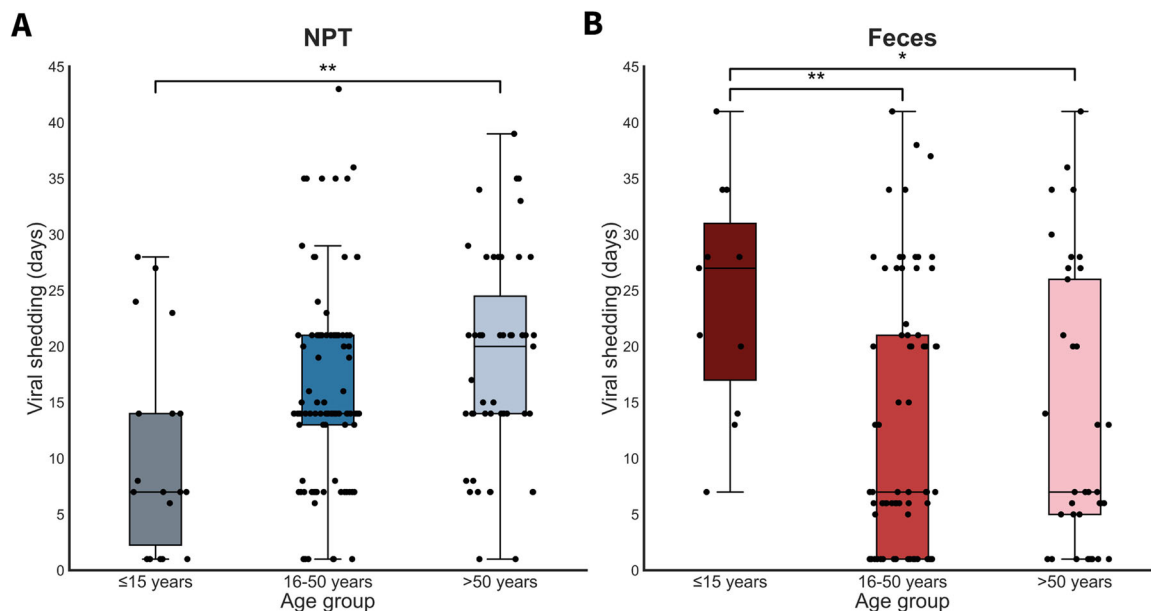 A
NPT
**
Viral shedding (days)
45
40
35
30
25
20
15
10
5
0
≤15 years
16-50 years
>50 years
Age group
B
Feces
*
**
Viral shedding (days)
45
40
35
30
25
20
15
10
5
0
≤15 years
16-50 years
>50 years
Age group